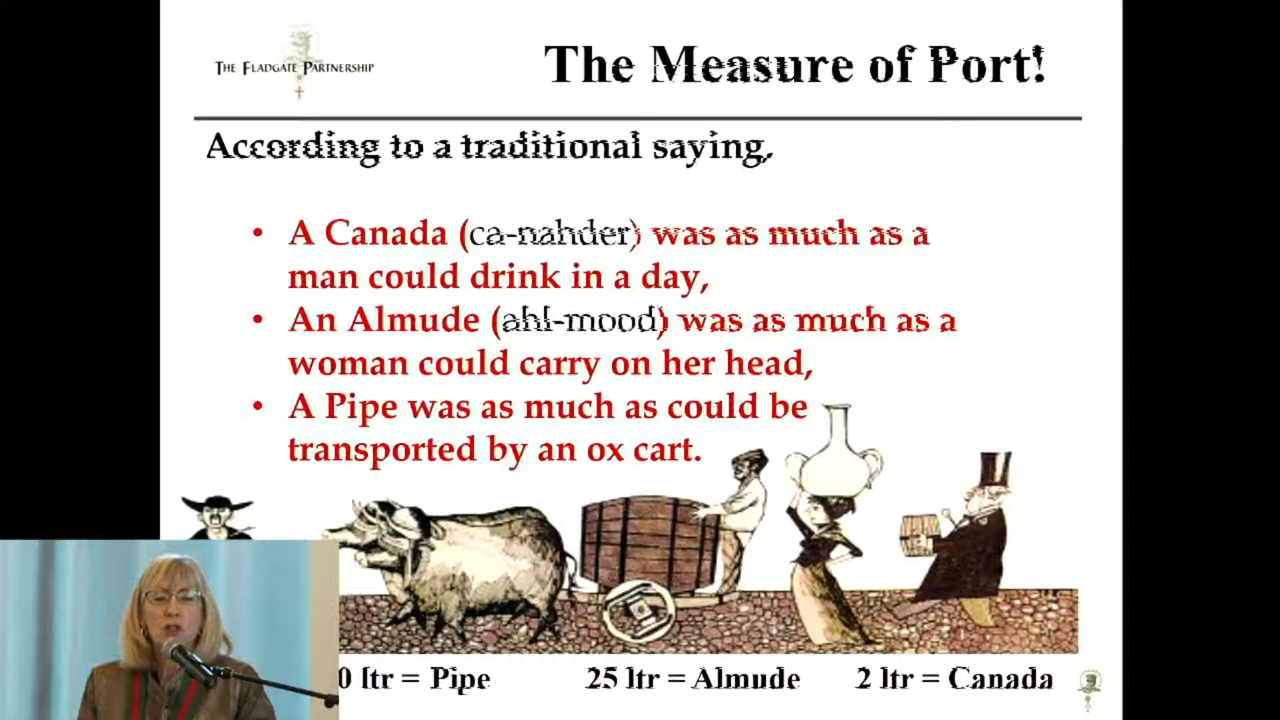 THE FLADGATE PARTNERSHIP
The Measure of Port!
According to a traditional saying,
• A Canada (ca-nahder) was as much as a
man could drink in a day,
• An Almude (ahl-mood) was as much as a
woman could carry on her head,
• A Pipe was as much as could be
transported by an ox cart.
0 ltr = Pipe
25 ltr = Almude
2 ltr = Canada